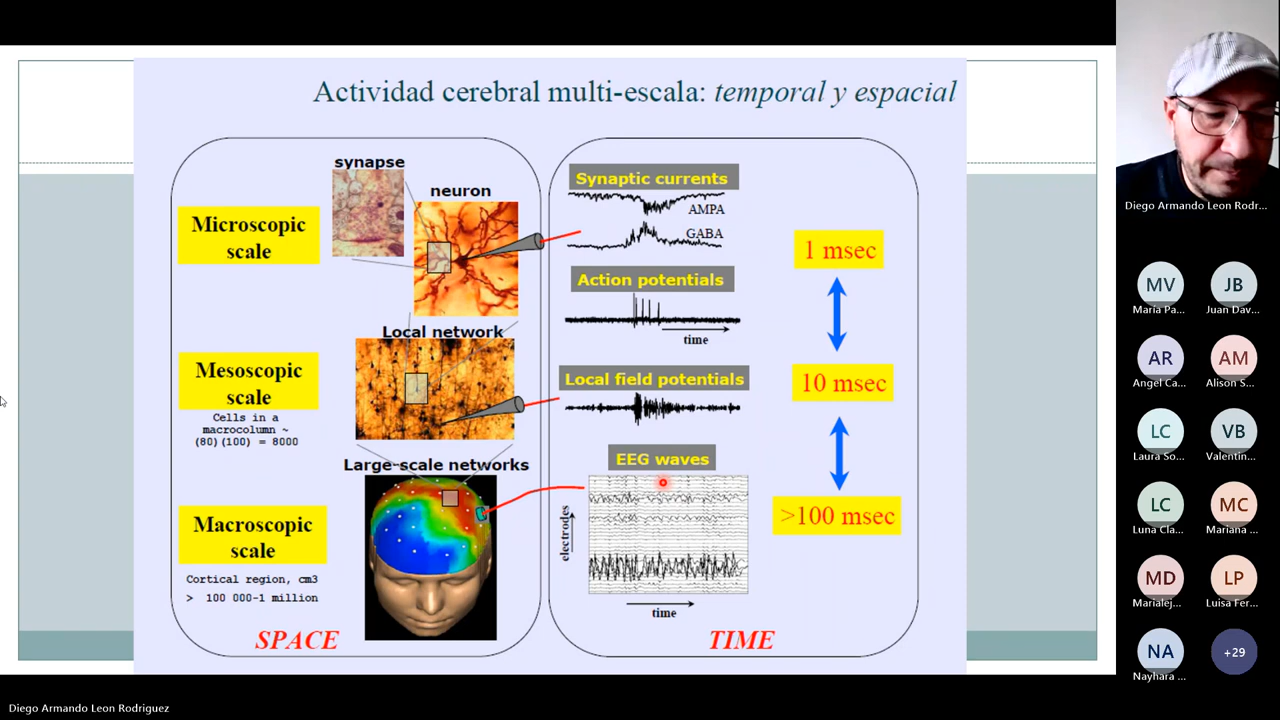 Actividad cerebral multi-escala: temporal y espacial
synapse
neuron
Microscopic
scale
Local network
Mesoscopic
scale
Cells in a
macrocolumn ~
(80)(100) = 8000
Large-scale networks
Macroscopic
scale
Cortical region, cm3
> 100 000-1 million
SPACE
Synaptic currents
AMPA
GABA
Action potentials
time
Local field potentials
EEG waves
electrodes
time
TIME
1 msec
10 msec
>100 msec
Diego Armando Leon Rodr...
MV
JB
María Pa...
Juan Dav...
AR
AM
Angel Ca...
Alison S...
LC
VB
Laura So...
Valentin...
LC
MC
Luna Cla...
Mariana ...
MD
LP
Marialej...
Luisa Fer...
NA
+29
Nayhara ...
Diego Armando Leon Rodriguez